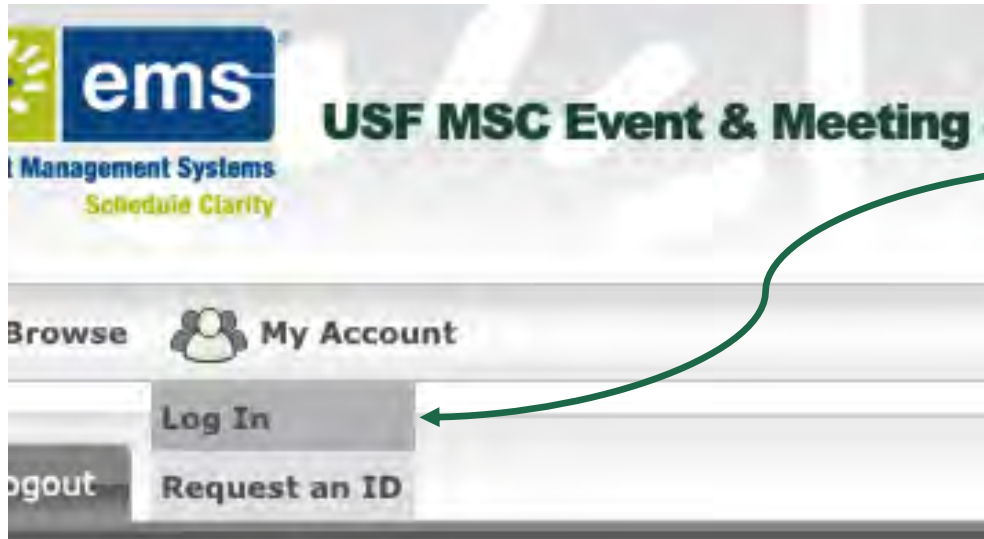 ems
t Management Systems
Schedule Clarity
USF MSC Event & Meeting
Browse My Account
Log In
ogout Request an ID